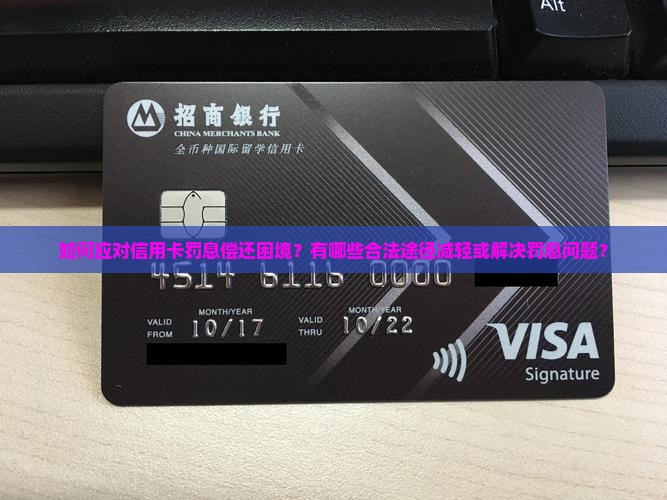 Alt
招商銀行
CHINA MERCHANTS BANK
全币种国际留学信用卡
如何应对信用卡罚息偿还困境？有哪些合法途径减轻或解决罚息问题？
4514 6116 0000
MONTH/YEAR MONTH/YEAR
VALID FROM 10/17 VALID THRU 10/22
VISA
Signature